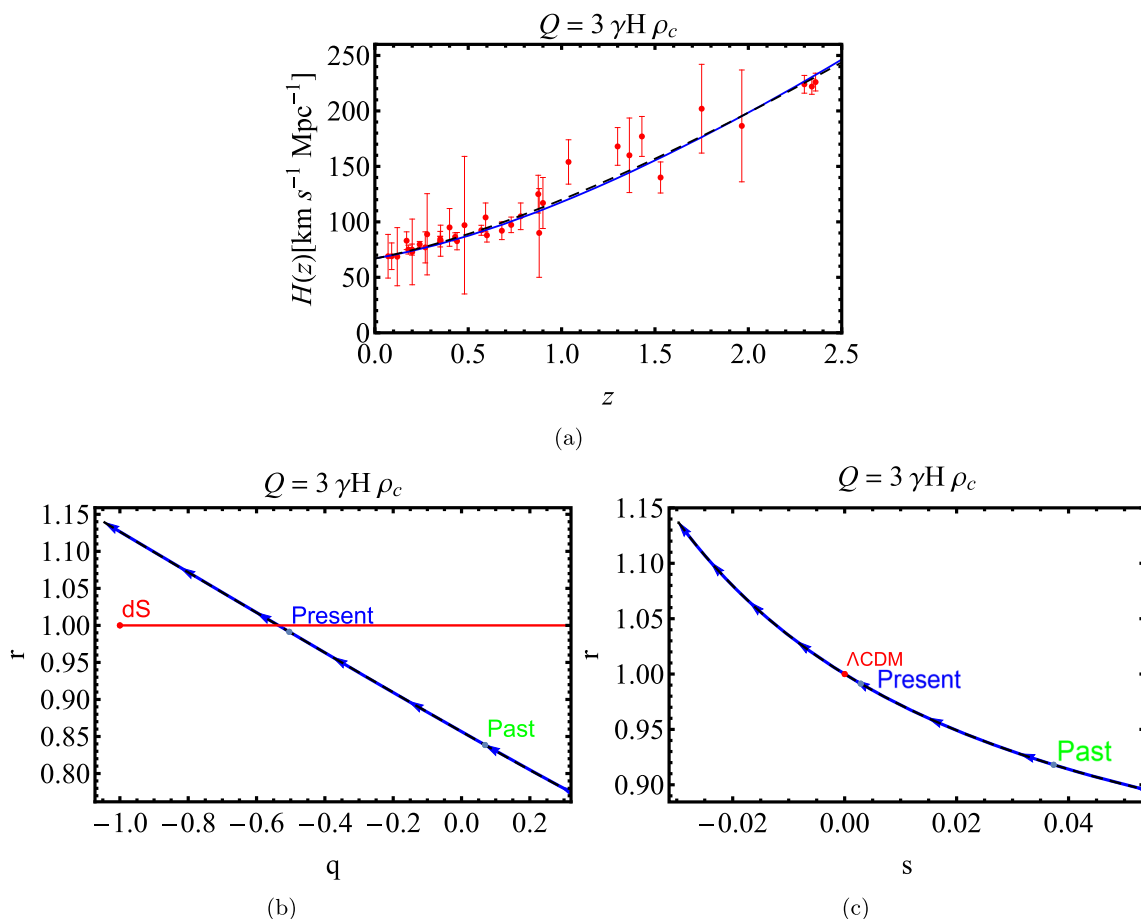 Q = 3 γH ρc
H(z)[km s−1 Mpc−1]
250
200
150
100
50
0
0.0 0.5 1.0 1.5 2.0 2.5
z
(a)
Q = 3 γH ρc
r
1.15
1.10
1.05
1.00
0.95
0.90
0.85
0.80
dS
Present
Past
−1.0 −0.8 −0.6 −0.4 −0.2 0.0 0.2
q
(b)
Q = 3 γH ρc
r
1.15
1.10
1.05
1.00
0.95
0.90
ΛCDM
Present
Past
−0.02 0.00 0.02 0.04
s
(c)